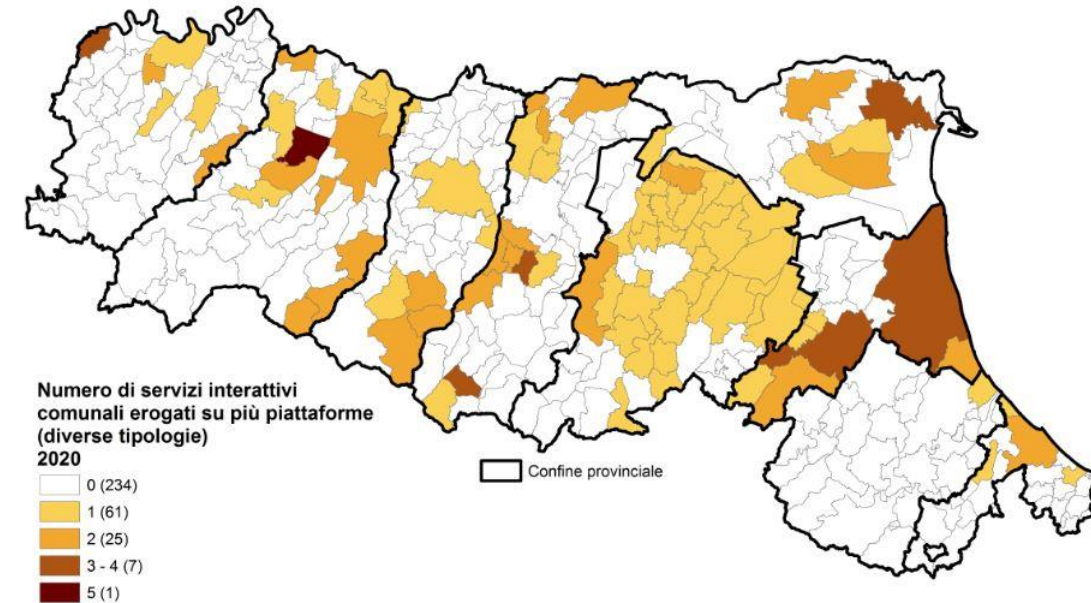 Numero di servizi interattivi
comunali erogati su più piattaforme
(diverse tipologie)
2020
0 (234)
1 (61)
2 (25)
3 - 4 (7)
5 (1)
Confine provinciale